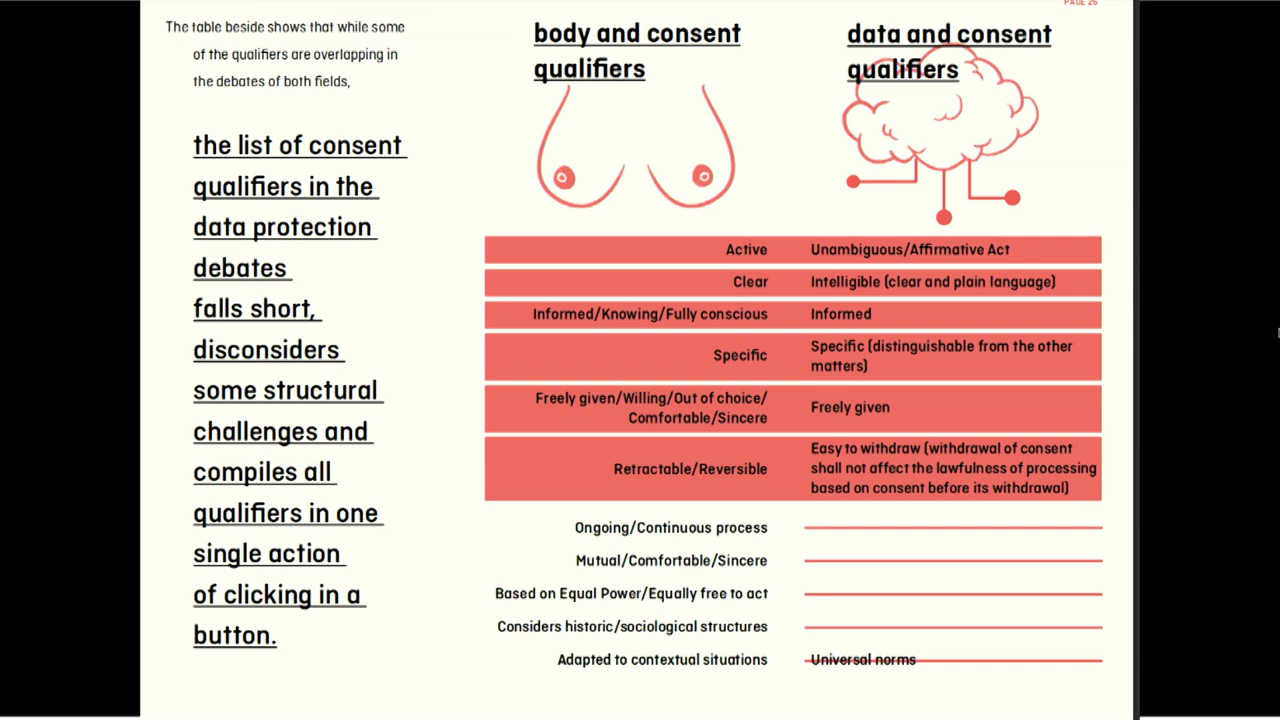 PAGE 26
The table beside shows that while some
of the qualifiers are overlapping in
the debates of both fields,
the list of consent
qualifiers in the
data protection
debates
falls short,
disconsiders
some structural
challenges and
compiles all
qualifiers in one
single action
of clicking in a
button.
body and consent
qualifiers
data and consent
qualifiers
Active
Unambiguous/Affirmative Act
Clear
Intelligible (clear and plain language)
Informed/Knowing/Fully conscious
Informed
Specific
Specific (distinguishable from the other
matters)
Freely given/Willing/Out of choice/
Comfortable/Sincere
Freely given
Retractable/Reversible
Easy to withdraw (withdrawal of consent
shall not affect the lawfulness of processing
based on consent before its withdrawal)
Ongoing/Continuous process
Mutual/Comfortable/Sincere
Based on Equal Power/Equally free to act
Considers historic/sociological structures
Adapted to contextual situations
Universal norms